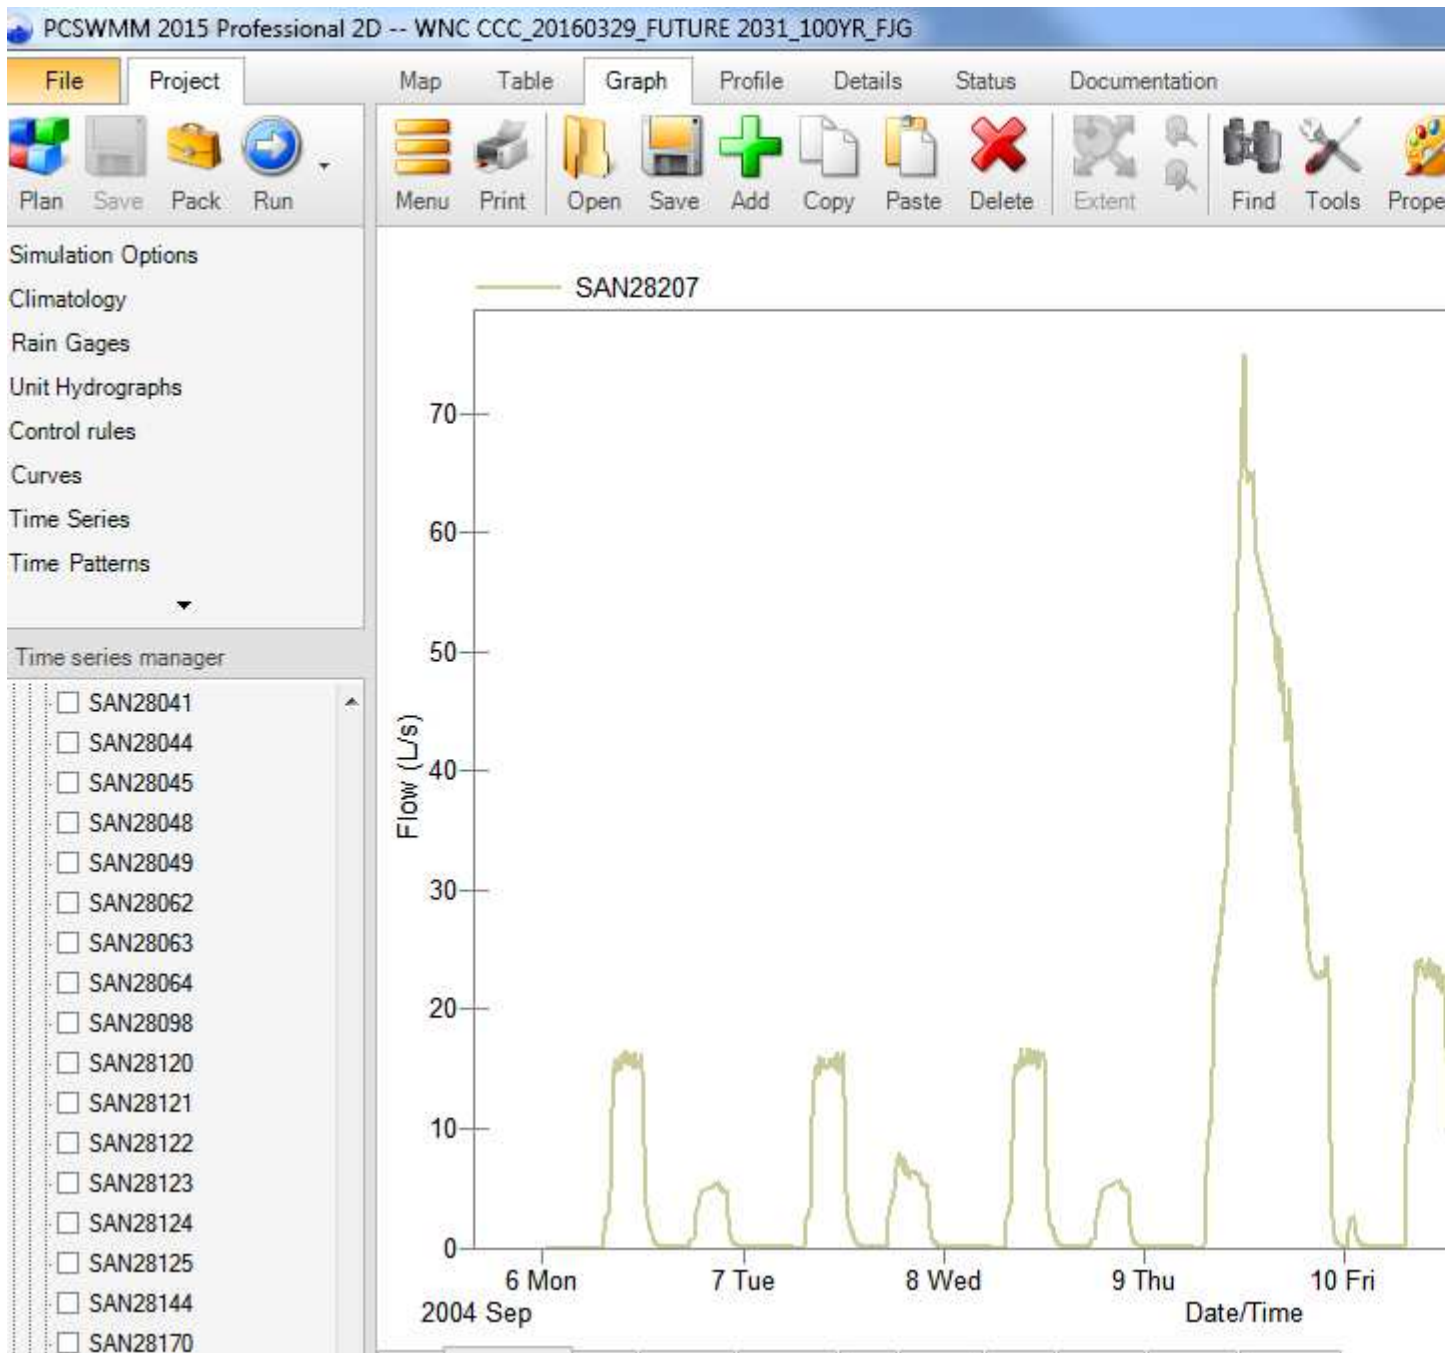 PCSWMM 2015 Professional 2D -- WNC CCC_20160329_FUTURE 2031_100YR_FJG
File Project Map Table Graph Profile Details Status Documentation
Plan Save Pack Run Menu Print Open Save Add Copy Paste Delete Extent Find Tools
Simulation Options
Climatology
Rain Gages
Unit Hydrographs
Control rules
Curves
Time Series
Time Patterns
Time series manager
SAN28041
SAN28044
SAN28045
SAN28048
SAN28049
SAN28062
SAN28063
SAN28064
SAN28098
SAN28120
SAN28121
SAN28122
SAN28123
SAN28124
SAN28125
SAN28144
SAN28170
SAN28207
70
60
50
40
30
20
10
0
Flow (L/s)
6 Mon 7 Tue 8 Wed 9 Thu 10 Fri
2004 Sep Date/Time